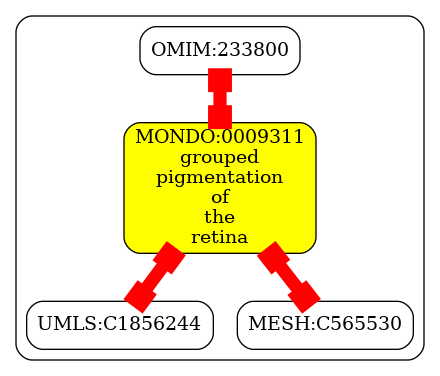 OMIM:233800
MONDO:0009311
grouped
pigmentation
of
the
retina
UMLS:C1856244
MESH:C565530